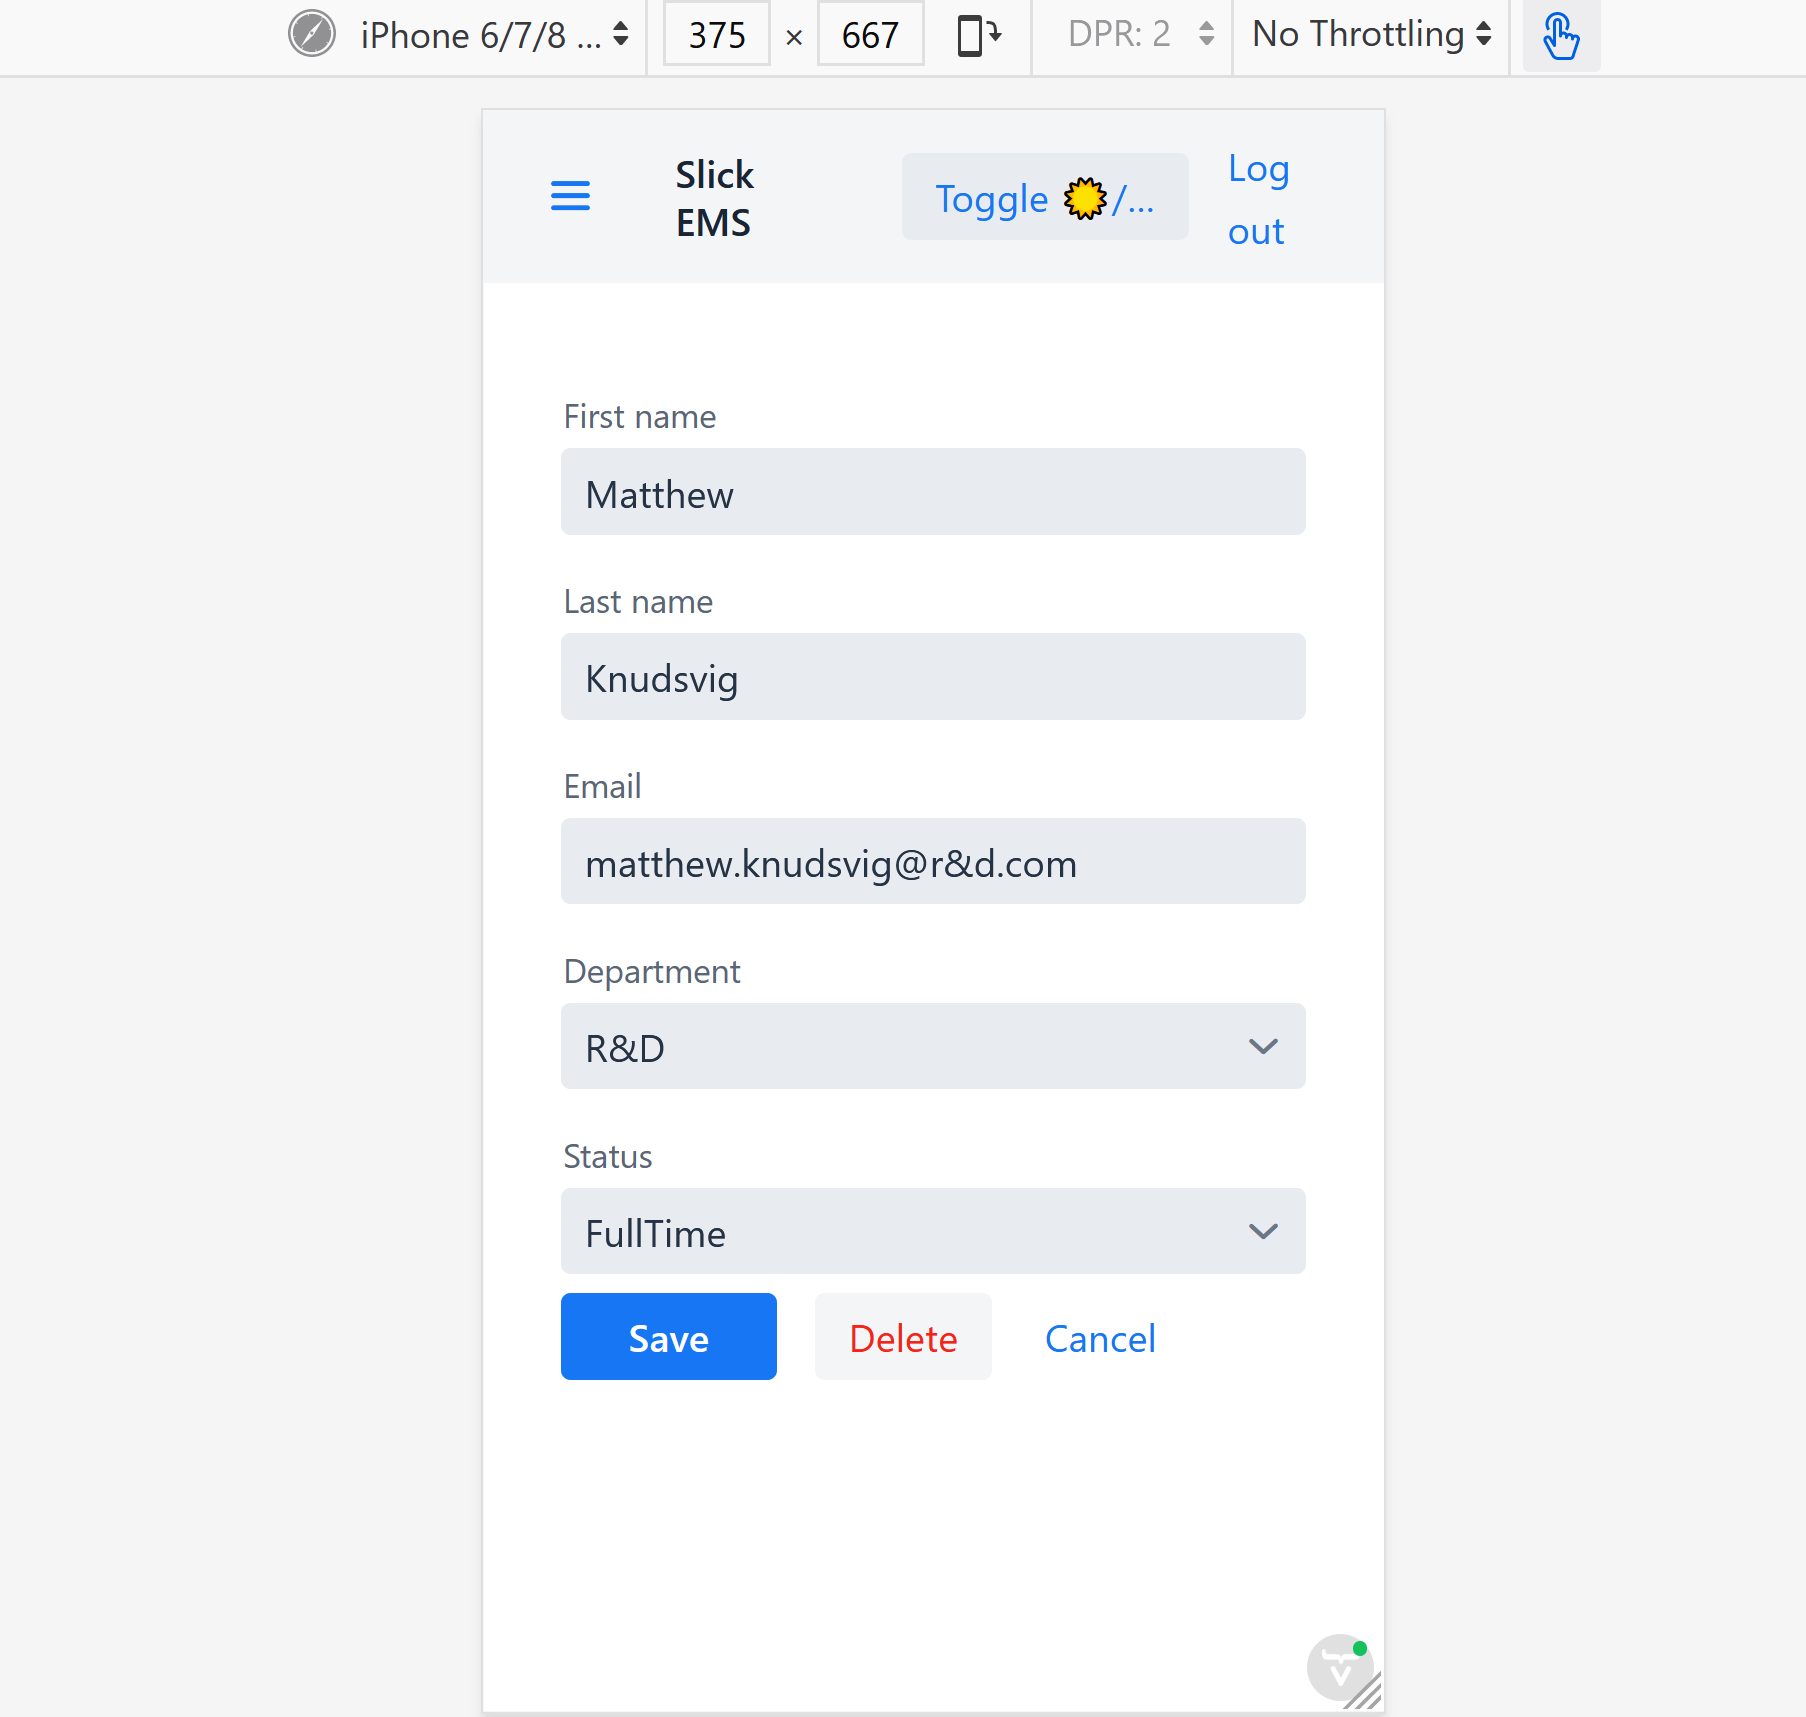 iPhone 6/7/8 ... 375 × 667 DPR: 2 No Throttling
Slick
EMS
Toggle /...
Log
out
First name
Matthew
Last name
Knudsvig
Email
matthew.knudsvig@r&d.com
Department
R&D
Status
FullTime
Save Delete Cancel